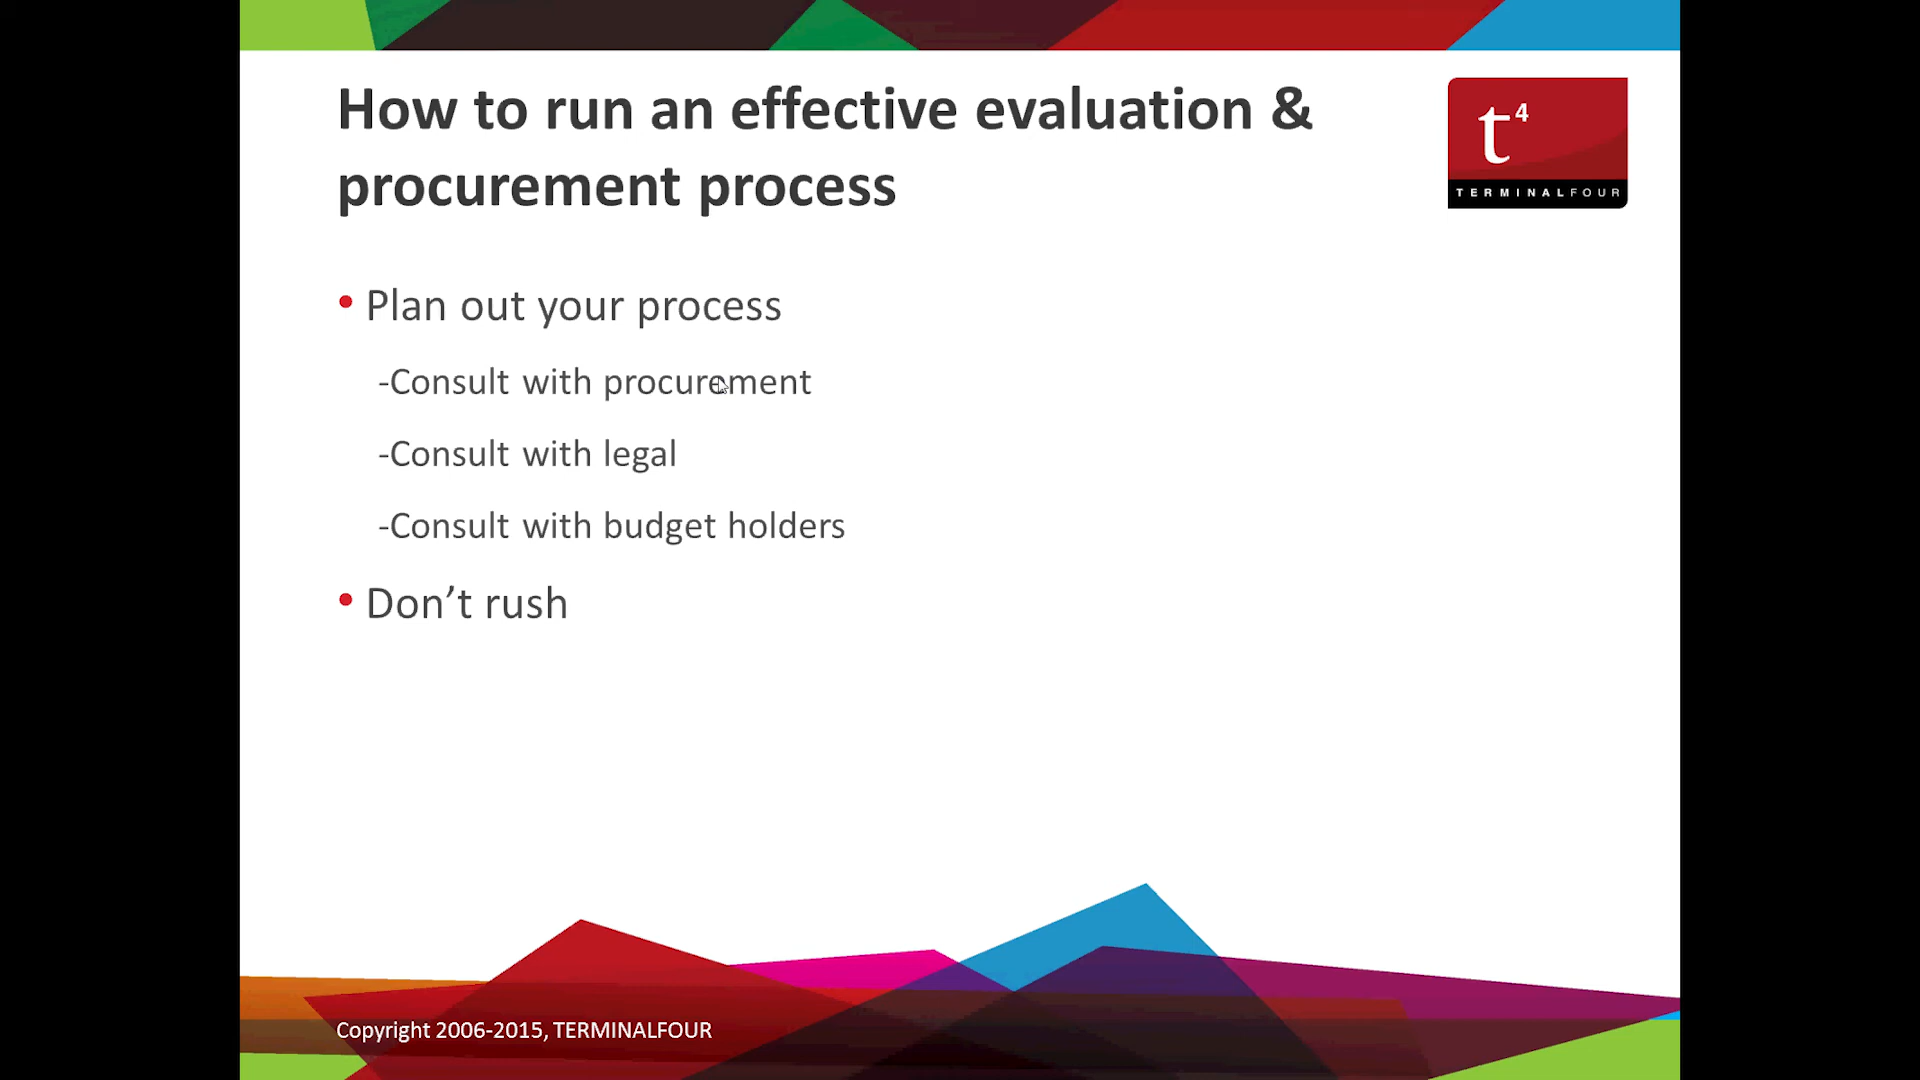 How to run an effective evaluation &
procurement process
t4
TERMINALFOUR
• Plan out your process
-Consult with procurement
-Consult with legal
-Consult with budget holders
• Don’t rush
Copyright 2006-2015, TERMINALFOUR